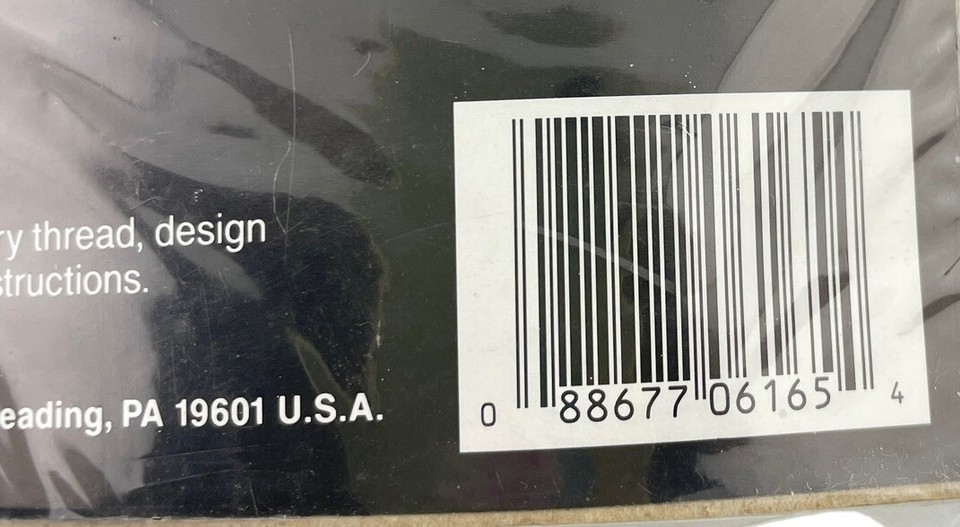 ry thread, design
structions.
eading, PA 19601 U.S.A.
0 88677 06165 4